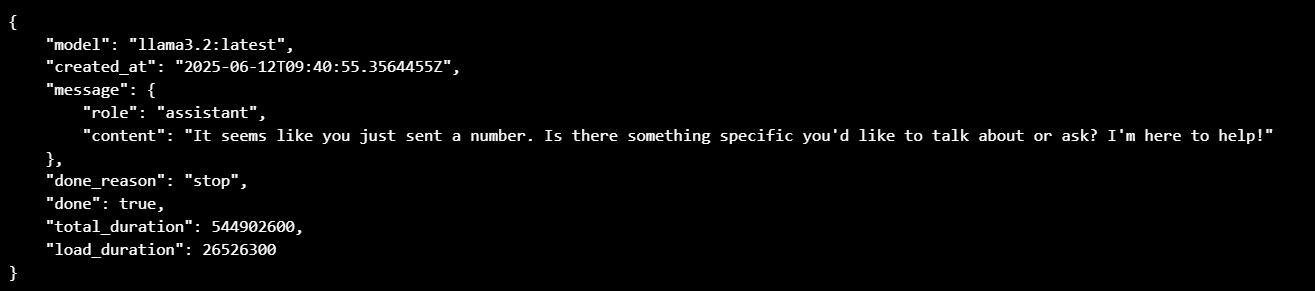 {
    "model": "llama3.2:latest",
    "created_at": "2025-06-12T09:40:55.3564455Z",
    "message": {
        "role": "assistant",
        "content": "It seems like you just sent a number. Is there something specific you'd like to talk about or ask? I'm here to help!"
    },
    "done_reason": "stop",
    "done": true,
    "total_duration": 544902600,
    "load_duration": 26526300
}